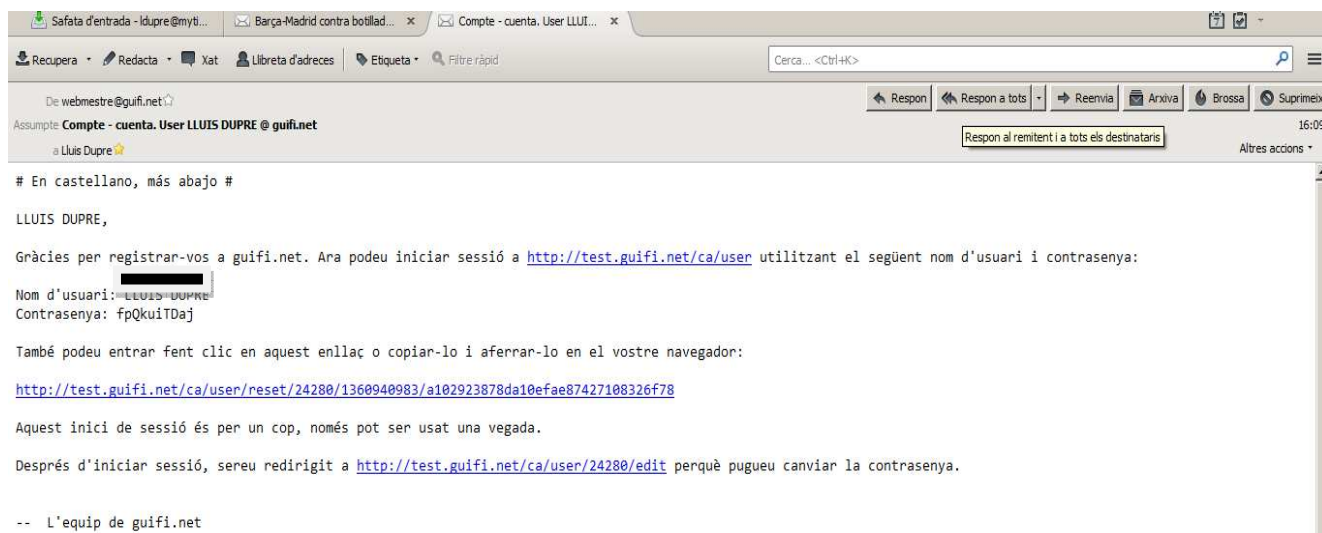 Safata d'entrada - ldupre@myti... Barça-Madrid contra botillad... x Compte - cuenta. User LLUI... x
Recupera Redacta Xat Llibreta d'adreces Etiqueta Filtre ràpid Cerca... <Ctrl+K>
De webmestre@guifi.net Respon Respon a tots Reenvia Arxiva Brossa Suprimeix
Assumpte Compte - cuenta. User LLUIS DUPRE @ guifi.net 16:09
Respon al remitent i a tots els destinataris
a Lluis Dupre Altres accions
# En castellano, más abajo #
LLUIS DUPRE,
Gràcies per registrar-vos a guifi.net. Ara podeu iniciar sessió a http://test.guifi.net/ca/user utilitzant el següent nom d'usuari i contrasenya:
Nom d'usuari: LLUIS DUPRE
Contrasenya: fpQkuiTDaj
També podeu entrar fent clic en aquest enllaç o copiar-lo i aferrar-lo en el vostre navegador:
http://test.guifi.net/ca/user/reset/24280/1360940983/a102923878da10efae87427108326f78
Aquest inici de sessió és per un cop, només pot ser usat una vegada.
Després d'iniciar sessió, sereu redirigit a http://test.guifi.net/ca/user/24280/edit perquè pugueu canviar la contrasenya.
-- L'equip de guifi.net